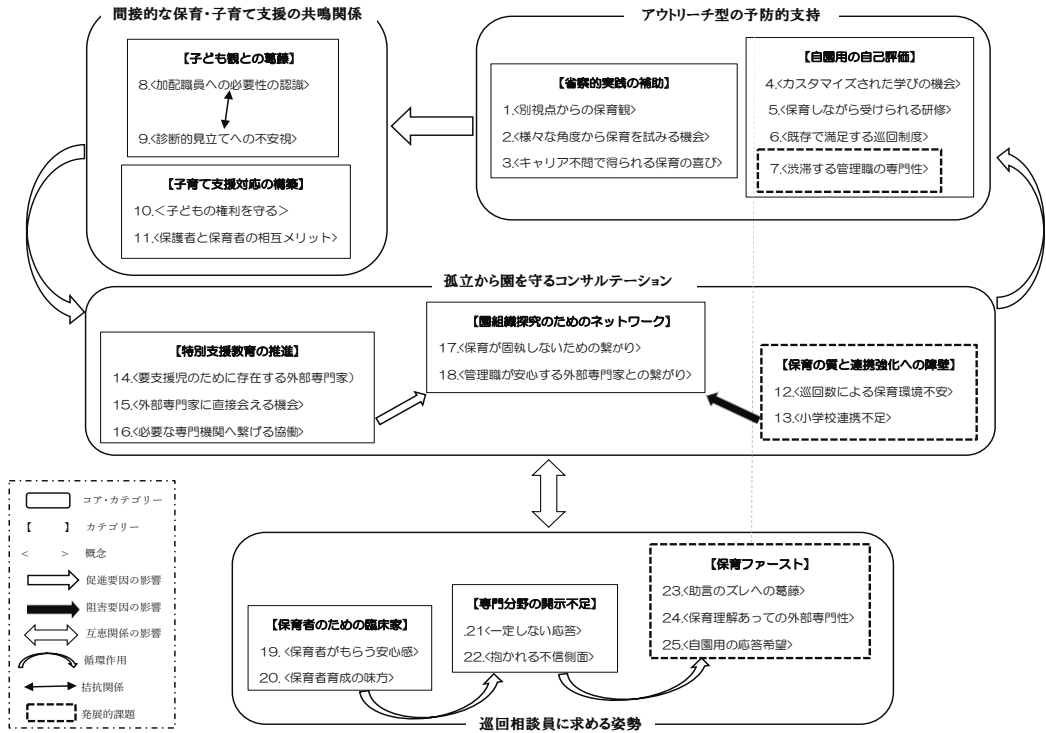 間接的な保育・子育て支援の共鳴関係
【子ども観との葛藤】
8.<加配職員への必要性の認識>
9.<診断的見立てへの不安視>
【子育て支援対応の構築】
10.<子どもの権利を守る>
11.<保護者と保育者の相互メリット>
アウトリーチ型の予防的支持
【省察的実践の補助】
1.<別視点からの保育観>
2.<様々な角度から保育を試みる機会>
3.<キャリア不問で得られる保育の喜び>
【自園用の自己評価】
4.<カスタマイズされた学びの機会>
5.<保育しながら受けられる研修>
6.<既存で満足する巡回制度>
7.<渋滞する管理職の専門性>
孤立から園を守るコンサルテーション
【特別支援教育の推進】
14.<要支援児のために存在する外部専門家)
15.<外部専門家に直接会える機会>
16.<必要な専門機関へ繋げる協働>
【園組織探究のためのネットワーク】
17.<保育が固執しないための繋がり>
18.<管理職が安心する外部専門家との繋がり>
【保育の質と連携強化への障壁】
12.<巡回数による保育環境不安>
13.<小学校連携不足>
コア・カテゴリー
【 】 カテゴリー
< > 概念
促進要因の影響
阻害要因の影響
互恵関係の影響
循環作用
拮抗関係
発展的課題
【保育者のための臨床家】
19.<保育者がもらう安心感>
20.<保育者育成の味方>
【専門分野の開示不足】
.21<一定しない応答>
22.<抱かれる不信側面>
【保育ファースト】
23.<助言のズレへの葛藤>
24.<保育理解あっての外部専門性>
25.<自園用の応答希望>
巡回相談員に求める姿勢